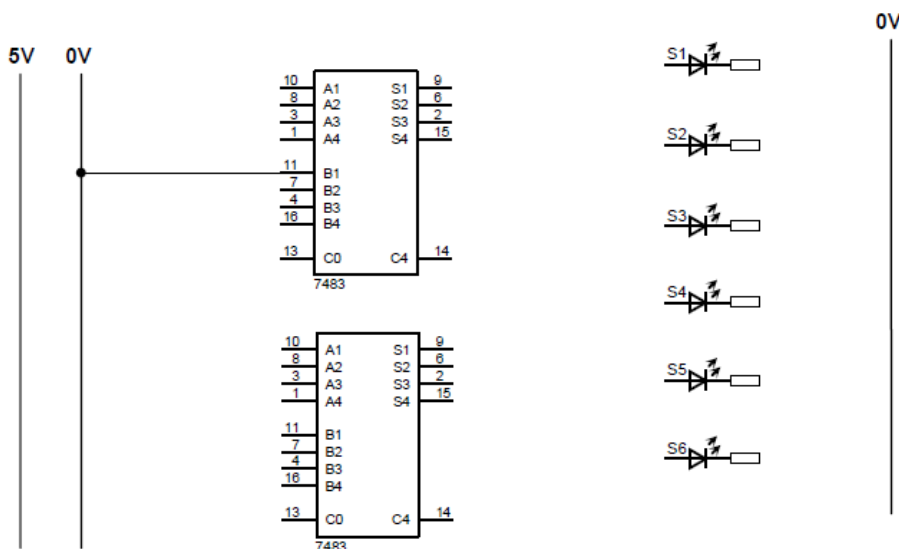 0V
5V 0V
S1
10 A1 S1 9
8 A2 S2 6
3 A3 S3 2
1 A4 S4 15
S2
11 B1
7 B2
4 B3
16 B4
S3
13 C0 C4 14
7483
S4
10 A1 S1 9
8 A2 S2 6
3 A3 S3 2
1 A4 S4 15
S5
11 B1
7 B2
4 B3
16 B4
S6
13 C0 C4 14
7483